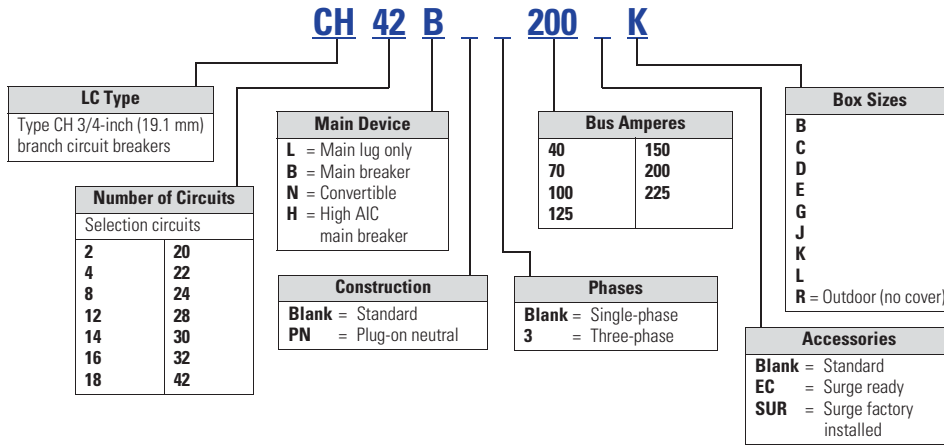 CH 42 B _ _ 200 _ K
LC Type
Type CH 3/4-inch (19.1 mm)
branch circuit breakers
Number of Circuits
Selection circuits
2 20
4 22
8 24
12 28
14 30
16 32
18 42
Main Device
L = Main lug only
B = Main breaker
N = Convertible
H = High AIC
main breaker
Construction
Blank = Standard
PN = Plug-on neutral
Bus Amperes
40 150
70 200
100 225
125
Phases
Blank = Single-phase
3 = Three-phase
Box Sizes
B
C
D
E
G
J
K
L
R = Outdoor (no cover)
Accessories
Blank = Standard
EC = Surge ready
SUR = Surge factory
installed